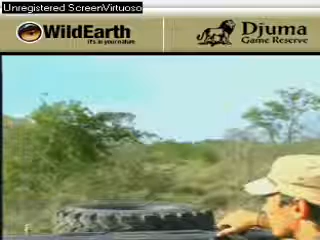 Unregistered ScreenVirtuoso
WildEarth
it's in your nature
Djuma
Game Reserve